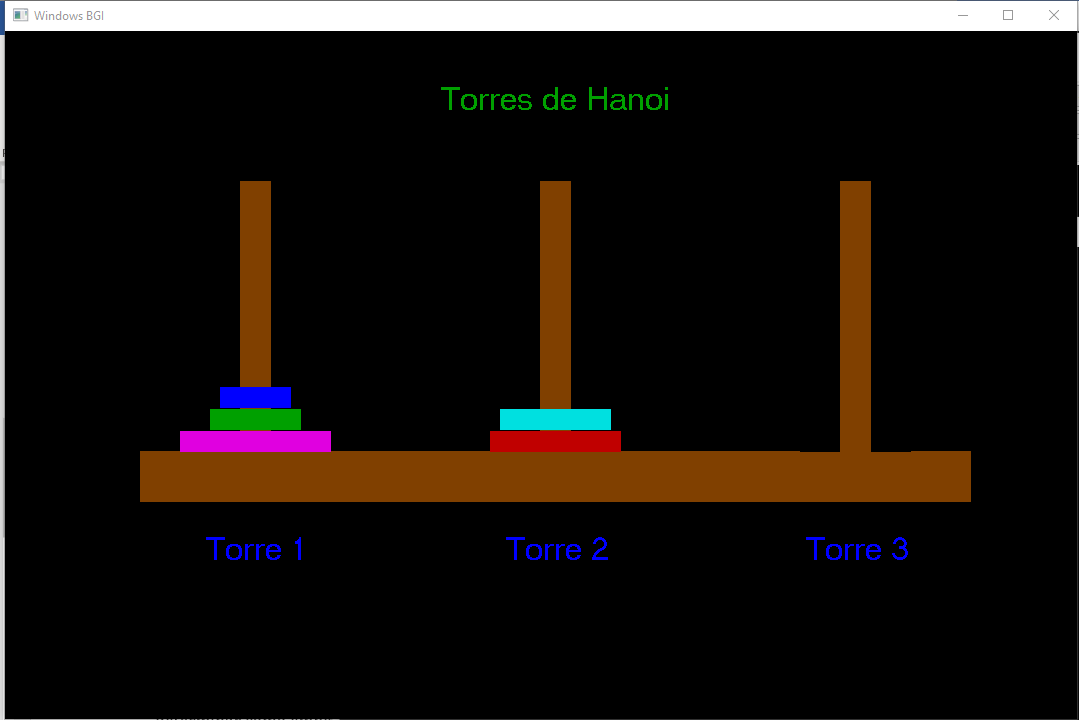 Windows BGI
Torres de Hanoi
Torre 1
Torre 2
Torre 3